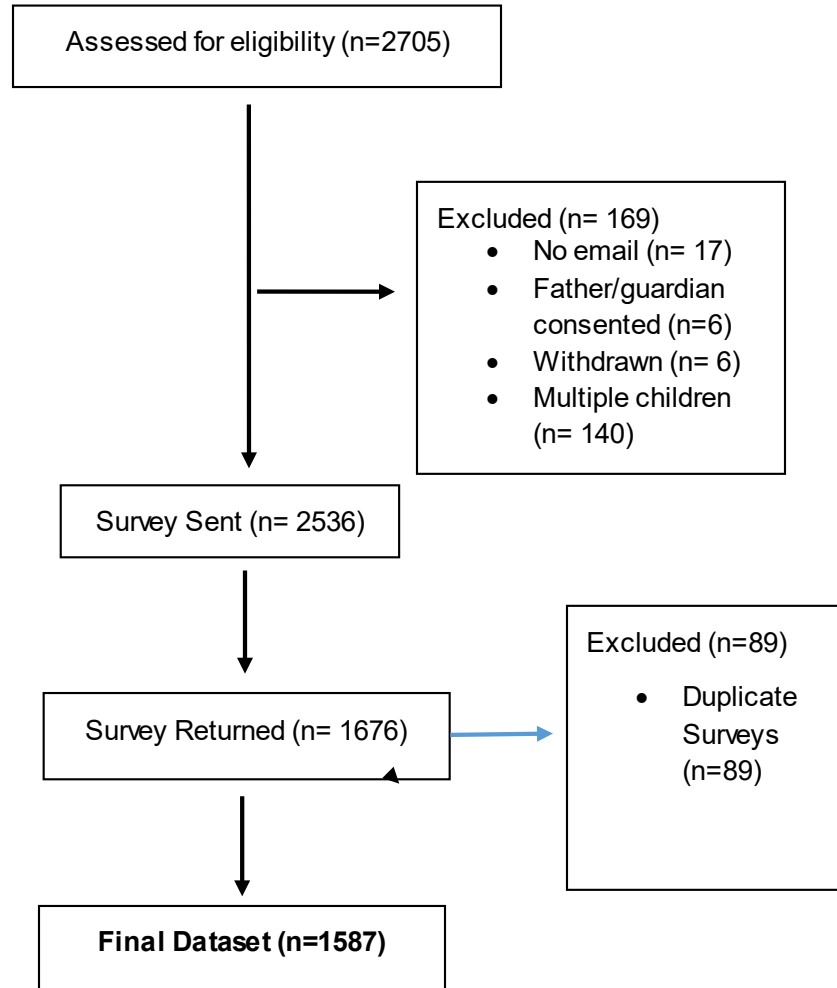 Assessed for eligibility (n=2705)
Excluded (n= 169)
• No email (n= 17)
• Father/guardian
consented (n=6)
• Withdrawn (n= 6)
• Multiple children
(n= 140)
Survey Sent (n= 2536)
Excluded (n=89)
• Duplicate
Surveys
(n=89)
Survey Returned (n= 1676)
Final Dataset (n=1587)